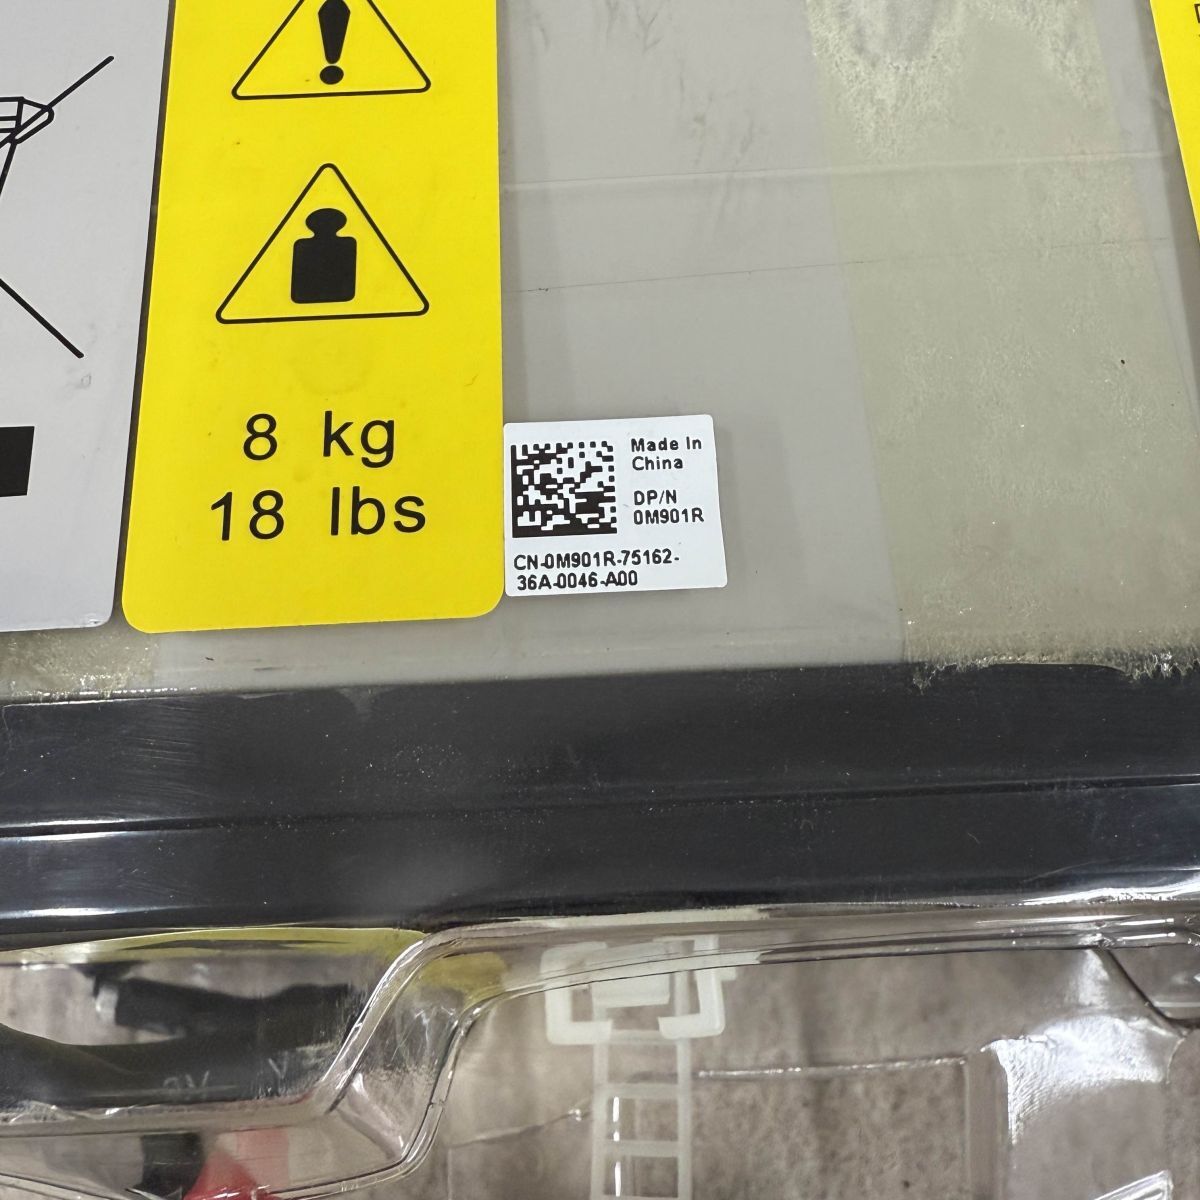 8 kg
18 lbs
Made In
China
DP/N
0M901R
CN-0M901R-75162-
36A-0046-A00